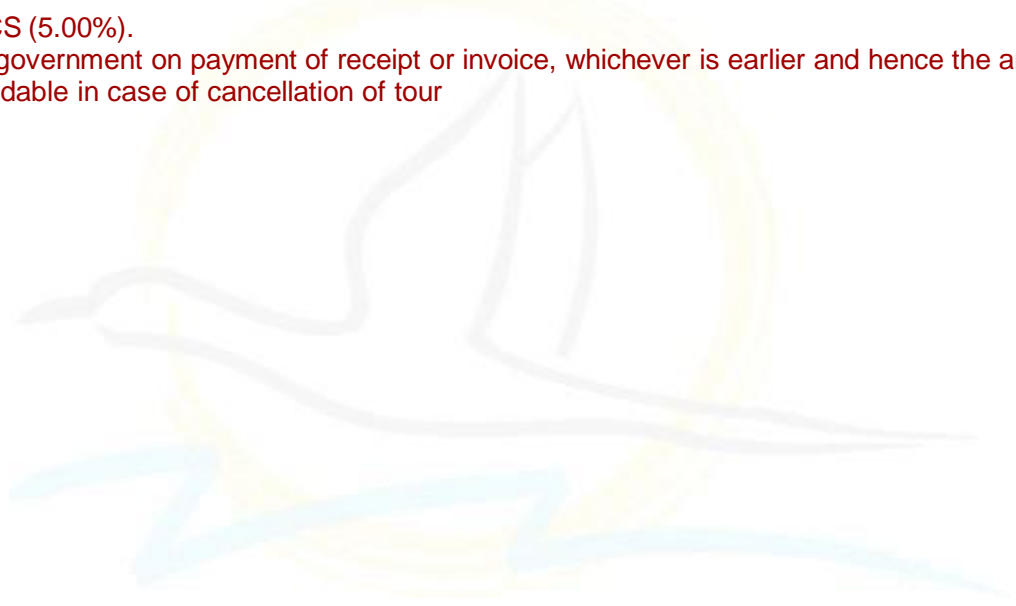 CS (5.00%).
government on payment of receipt or invoice, whichever is earlier and hence the a
dable in case of cancellation of tour